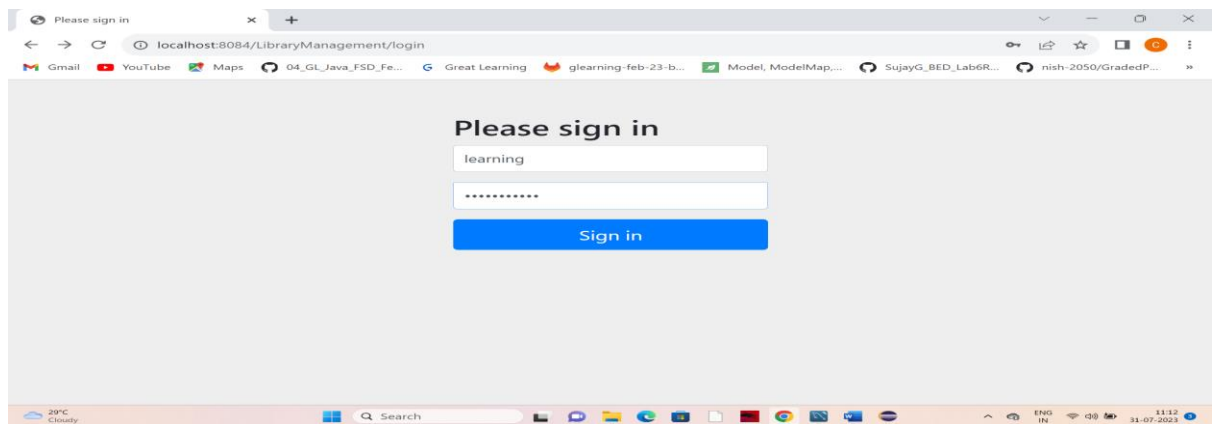 Please sign in
localhost:8084/LibraryManagement/login
Gmail YouTube Maps 04_GL_Java_FSD_Fe... Great Learning glearning-feb-23-b... Model, ModelMap,... SujayG_BED_Lab6R... nish-2050/GradedP... »
Please sign in
learning
•••••••••••
Sign in
29°C
Cloudy
Search
ENG
IN
11:12
31-07-2023